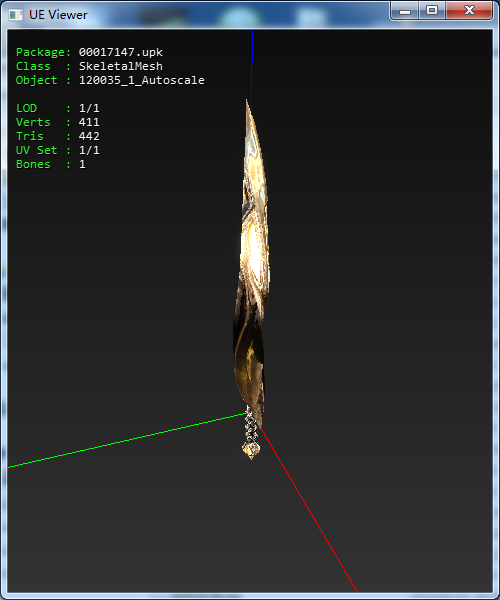 UE Viewer
Package: 00017147.upk
Class : SkeletalMesh
Object : 120035_1_Autoscale
LOD : 1/1
Verts : 411
Tris : 442
UV Set : 1/1
Bones : 1